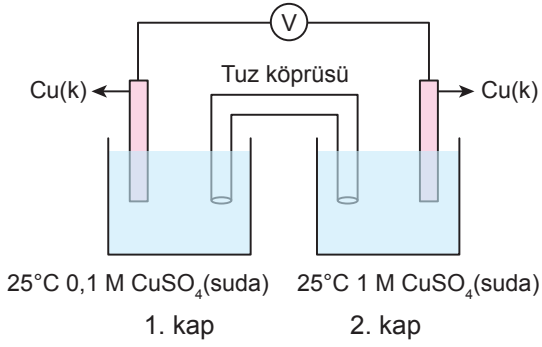 V
Tuz köprüsü
Cu(k) Cu(k)
25°C 0,1 M CuSO₄(suda) 25°C 1 M CuSO₄(suda)
1. kap 2. kap